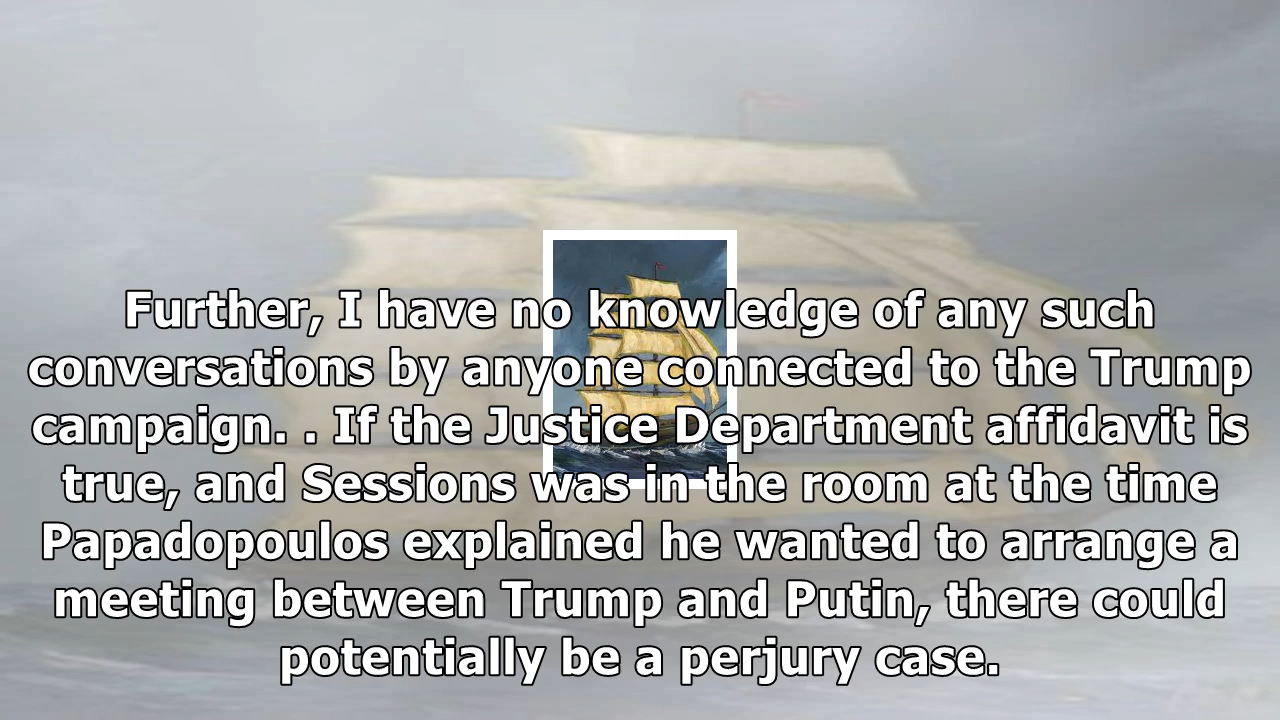 Further, I have no knowledge of any such
conversations by anyone connected to the Trump
campaign. . If the Justice Department affidavit is
true, and Sessions was in the room at the time
Papadopoulos explained he wanted to arrange a
meeting between Trump and Putin, there could
potentially be a perjury case.